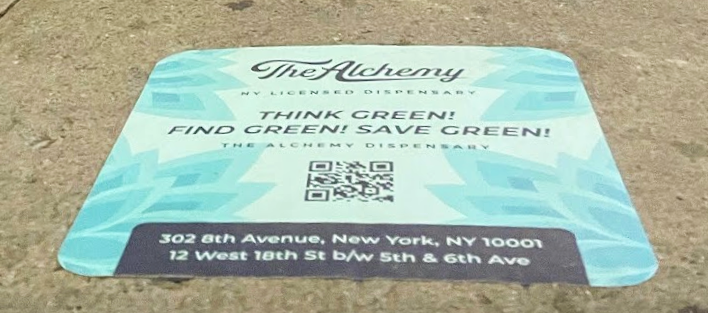 The Alchemy
NY LICENSED DISPENSARY
THINK GREEN!
FIND GREEN! SAVE GREEN!
THE ALCHEMY DISPENSARY
302 8th Avenue, New York, NY 10001
12 West 18th St b/w 5th & 6th Ave